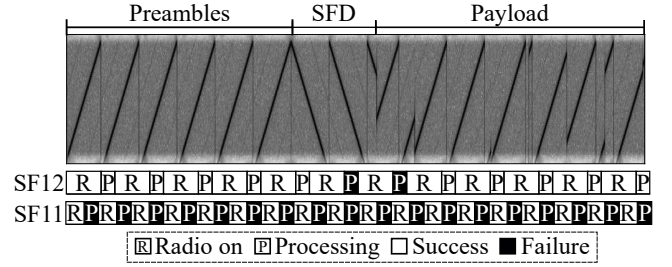 Preambles SFD Payload
SF12 R P R P R P R P R P R P R P R P R P R P R P R P
SF11 R P R P R P R P R P R P R P R P R P R P R P R P R P R P R P R P R P R P
R Radio on P Processing Success Failure